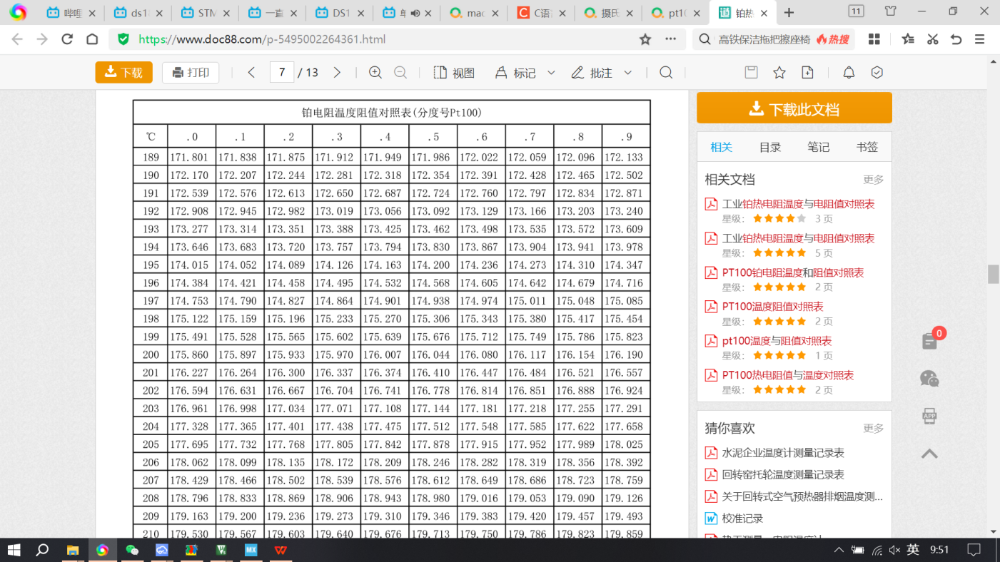 哔哩
ds1
STM
一直
DS1
mac
C语
摄氏
pt10
铂热
11
https://www.doc88.com/p-5495002264361.html
高铁保洁拖把擦座椅 热搜
下载 打印 7 / 13 视图 标记 批注
铂电阻温度阻值对照表(分度号Pt100)
℃ .0 .1 .2 .3 .4 .5 .6 .7 .8 .9
189 171.801 171.838 171.875 171.912 171.949 171.986 172.022 172.059 172.096 172.133
190 172.170 172.207 172.244 172.281 172.318 172.354 172.391 172.428 172.465 172.502
191 172.539 172.576 172.613 172.650 172.687 172.724 172.760 172.797 172.834 172.871
192 172.908 172.945 172.982 173.019 173.056 173.092 173.129 173.166 173.203 173.240
193 173.277 173.314 173.351 173.388 173.425 173.462 173.498 173.535 173.572 173.609
194 173.646 173.683 173.720 173.757 173.794 173.830 173.867 173.904 173.941 173.978
195 174.015 174.052 174.089 174.126 174.163 174.200 174.236 174.273 174.310 174.347
196 174.384 174.421 174.458 174.495 174.532 174.568 174.605 174.642 174.679 174.716
197 174.753 174.790 174.827 174.864 174.901 174.938 174.974 175.011 175.048 175.085
198 175.122 175.159 175.196 175.233 175.270 175.306 175.343 175.380 175.417 175.454
199 175.491 175.528 175.565 175.602 175.639 175.676 175.712 175.749 175.786 175.823
200 175.860 175.897 175.933 175.970 176.007 176.044 176.080 176.117 176.154 176.190
201 176.227 176.264 176.300 176.337 176.374 176.410 176.447 176.484 176.521 176.557
202 176.594 176.631 176.667 176.704 176.741 176.778 176.814 176.851 176.888 176.924
203 176.961 176.998 177.034 177.071 177.108 177.144 177.181 177.218 177.255 177.291
204 177.328 177.365 177.401 177.438 177.475 177.512 177.548 177.585 177.622 177.658
205 177.695 177.732 177.768 177.805 177.842 177.878 177.915 177.952 177.989 178.025
206 178.062 178.099 178.135 178.172 178.209 178.246 178.282 178.319 178.356 178.392
207 178.429 178.466 178.502 178.539 178.576 178.612 178.649 178.686 178.723 178.759
208 178.796 178.833 178.869 178.906 178.943 178.980 179.016 179.053 179.090 179.126
209 179.163 179.200 179.236 179.273 179.310 179.346 179.383 179.420 179.457 179.493
210 179.530 179.567 179.603 179.640 179.676 179.713 179.750 179.786 179.823 179.859
下载此文档
相关 目录 笔记 书签
相关文档 更多
工业铂热电阻温度与电阻值对照表
星级: 3 页
工业铂热电阻温度与电阻值对照表
星级: 5 页
PT100铂电阻温度和阻值对照表
星级: 2 页
PT100温度阻值对照表
星级: 2 页
pt100温度与阻值对照表
星级: 1 页
PT100热电阻值与温度对照表
星级: 2 页
猜你喜欢 更多
水泥企业温度计测量记录表
回转窑托轮温度测量记录表
关于回转式空气预热器排烟温度测...
校准记录
0
APP
MX
英 9:51